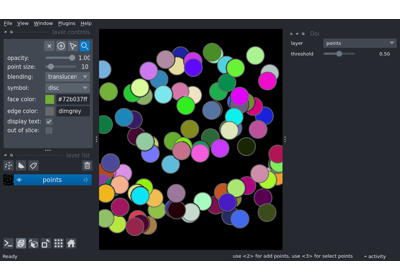 File View Plugins Window Help
layer controls
opacity: 1.00
point size: 10
blending: translucen
symbol: disc
face color: #72b037ff
edge color: dimgrey
display text:
out of slice:
layer list
points
layer points
threshold 0.50
Ready use <2> for add points, use <3> for select points activity